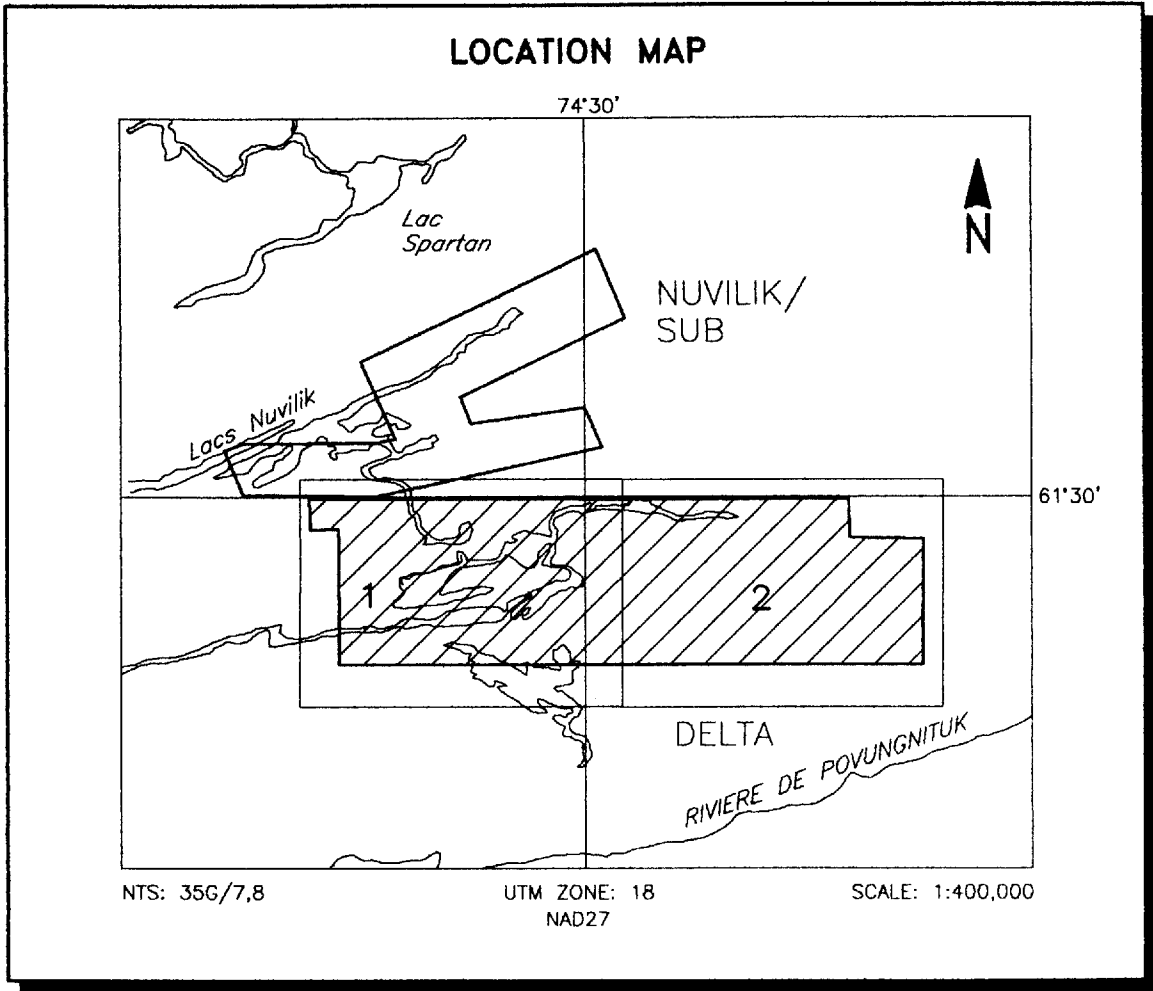 LOCATION MAP
74°30'
Lac
Spartan
N
NUVILIK/
SUB
Lacs Nuvilik
61°30'
1
2
DELTA
RIVIERE DE POVUNGNITUK
NTS: 35G/7,8
UTM ZONE: 18
SCALE: 1:400,000
NAD27